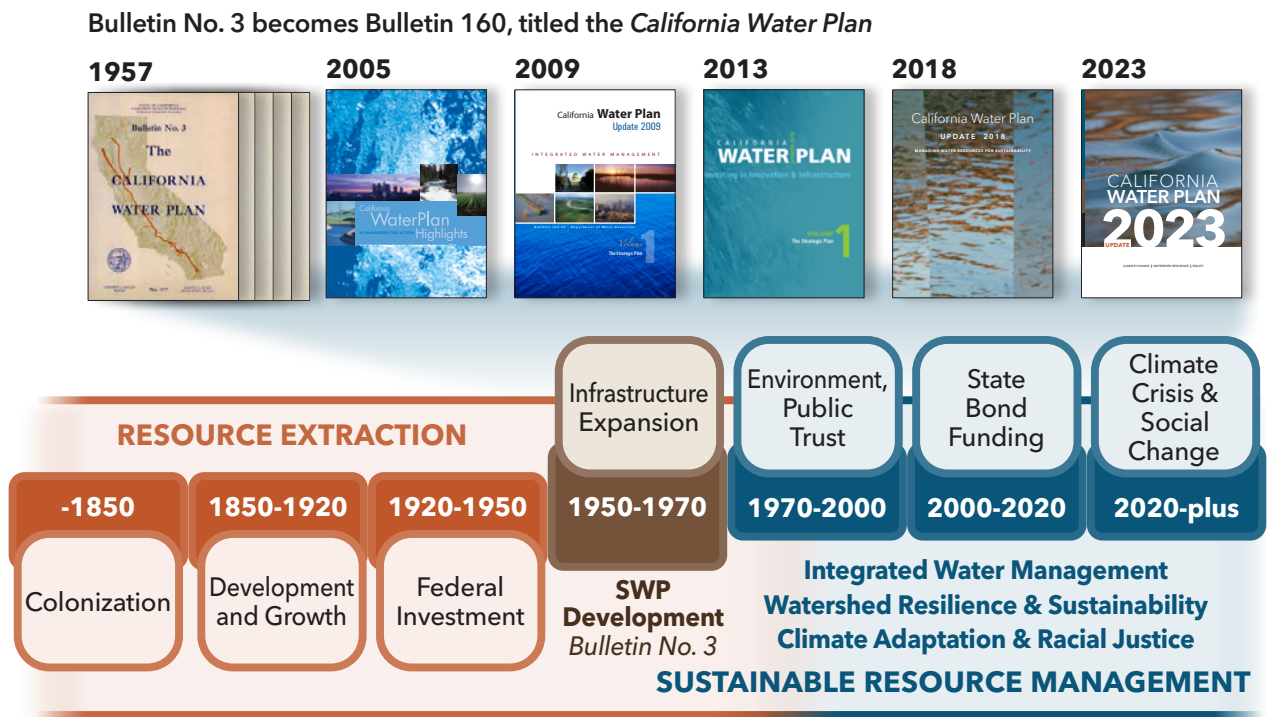 Bulletin No. 3 becomes Bulletin 160, titled the California Water Plan
1957
2005
2009
2013
2018
2023
Bulletin No. 3
The
CALIFORNIA
WATER PLAN
California
WaterPlan
Highlights
California Water Plan
Update 2009
INTEGRATED WATER MANAGEMENT
Volume 1
The Strategic Plan
CALIFORNIA
WATER PLAN
Investing in Innovation & Infrastructure
VOLUME 1
The Strategic Plan
California Water Plan
UPDATE 2018
MANAGING WATER RESOURCES FOR SUSTAINABILITY
CALIFORNIA
WATER PLAN
UPDATE 2023
RESOURCE EXTRACTION
-1850
Colonization
1850-1920
Development
and Growth
1920-1950
Federal
Investment
Infrastructure
Expansion
1950-1970
SWP
Development
Bulletin No. 3
Environment,
Public
Trust
1970-2000
State
Bond
Funding
2000-2020
Climate
Crisis &
Social
Change
2020-plus
Integrated Water Management
Watershed Resilience & Sustainability
Climate Adaptation & Racial Justice
SUSTAINABLE RESOURCE MANAGEMENT